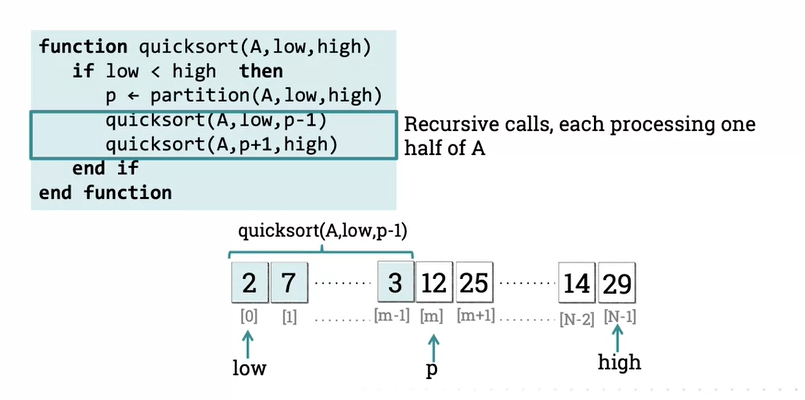 function quicksort(A,low,high)
if low < high then
p ← partition(A,low,high)
quicksort(A,low,p-1)
quicksort(A,p+1,high)
end if
end function
Recursive calls, each processing one
half of A
quicksort(A,low,p-1)
2 7 ........ 3 12 25 ........ 14 29
[0] [1] ........ [m-1] [m] [m+1] ........ [N-2] [N-1]
low p high